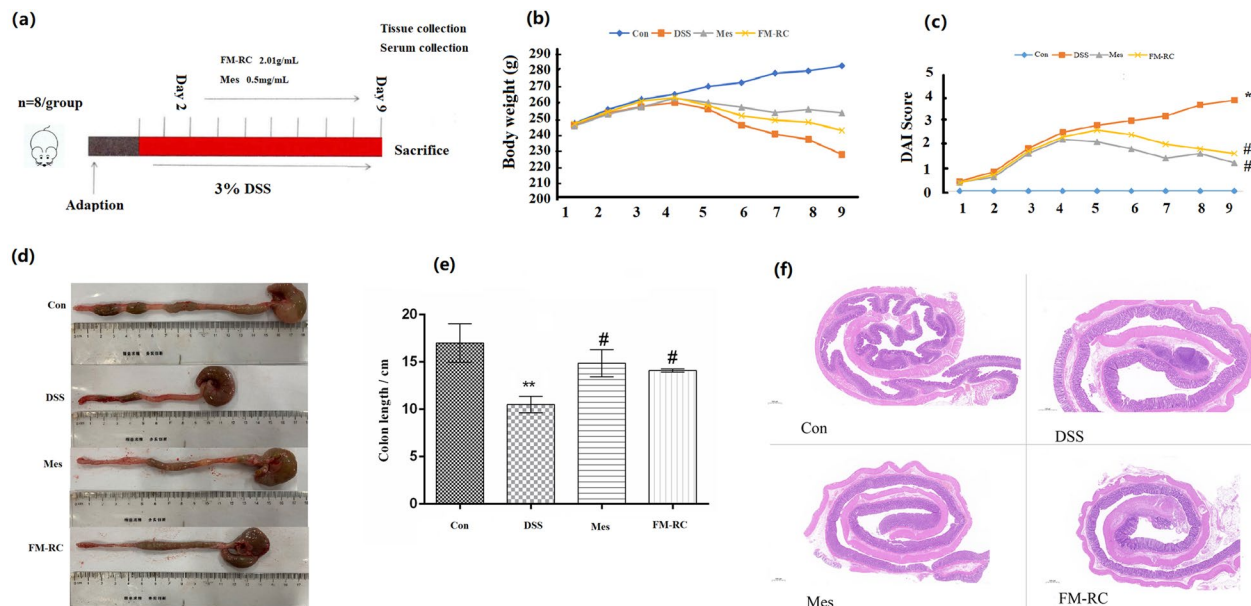 (a)
Tissue collection
Serum collection
FM-RC 2.01g/mL
Mes 0.5mg/mL
Day 2
Day 9
n=8/group
Sacrifice
3% DSS
Adaption
(b)
Con DSS Mes FM-RC
Body weight (g)
290
280
270
260
250
240
230
220
210
200
1 2 3 4 5 6 7 8 9
(c)
Con DSS Mes FM-RC
DAI Score
5
4
3
2
1
0
*
#
#
1 2 3 4 5 6 7 8 9
(d)
Con
DSS
Mes
FM-RC
(e)
Colon length / cm
20
15
10
5
0
**
#
#
Con DSS Mes FM-RC
(f)
Con
DSS
Mes
FM-RC